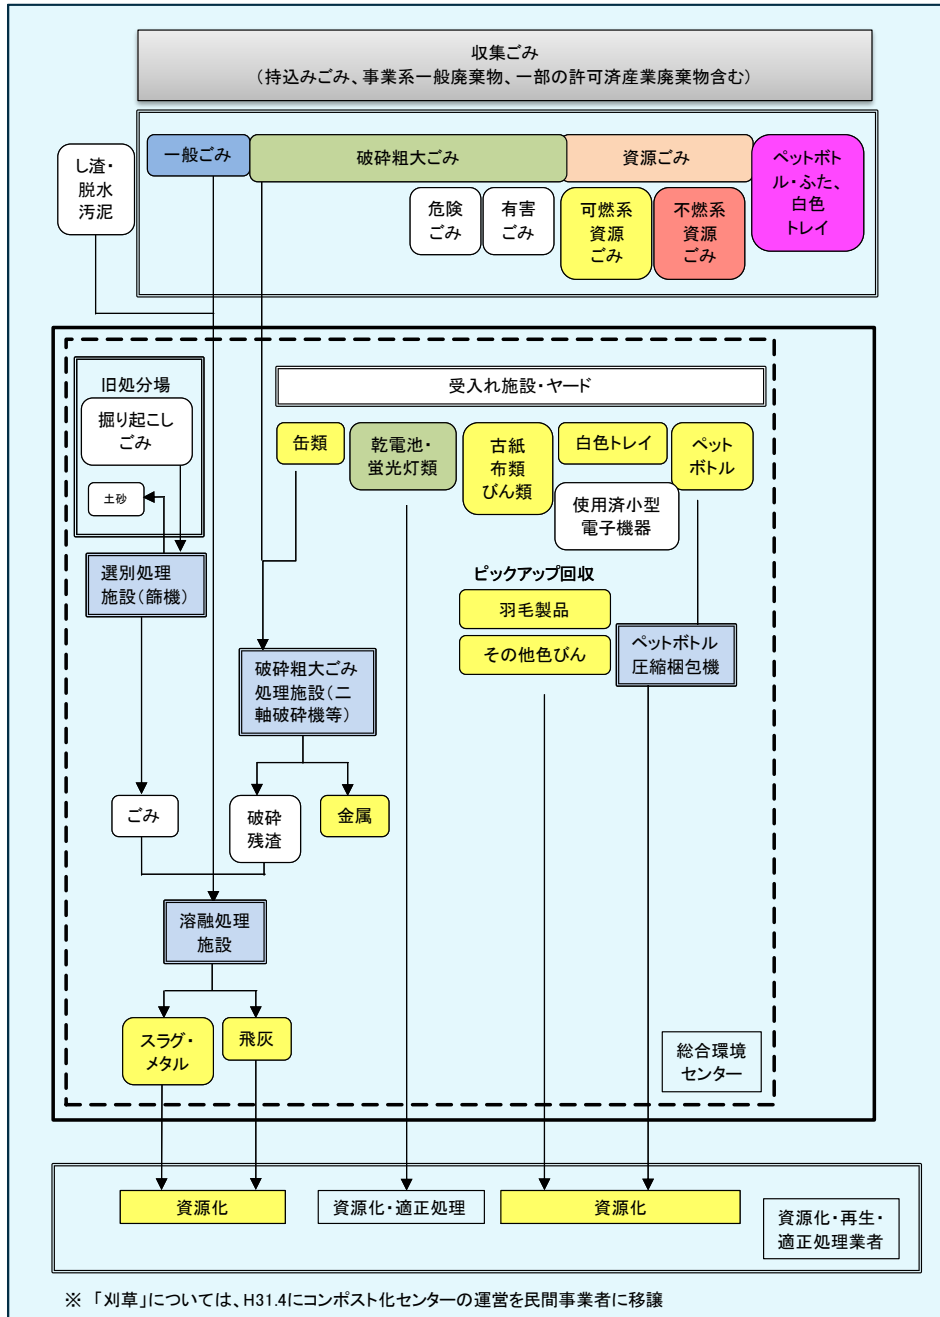 収集ごみ
（持込みごみ、事業系一般廃棄物、一部の許可済産業廃棄物含む）
し渣・
脱水
汚泥
一般ごみ
破砕粗大ごみ
資源ごみ
ペットボト
ル・ふた、
白色
トレイ
危険
ごみ
有害
ごみ
可燃系
資源
ごみ
不燃系
資源
ごみ
旧処分場
掘り起こし
ごみ
土砂
受入れ施設・ヤード
缶類
乾電池・
蛍光灯類
古紙
布類
びん類
白色トレイ
ペット
ボトル
使用済小型
電子機器
選別処理
施設（篩機）
ピックアップ回収
羽毛製品
その他色びん
ペットボトル
圧縮梱包機
破砕粗大ごみ
処理施設（二
軸破砕機等）
ごみ
破砕
残渣
金属
溶融処理
施設
スラグ・
メタル
飛灰
総合環境
センター
資源化
資源化・適正処理
資源化
資源化・再生・
適正処理業者
※ 「刈草」については、H31.4にコンポスト化センターの運営を民間事業者に移譲